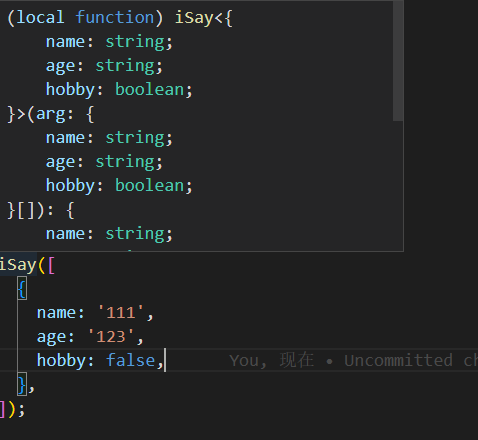 (local function) iSay<{
    name: string;
    age: string;
    hobby: boolean;
}>(arg: {
    name: string;
    age: string;
    hobby: boolean;
}[]): {
    name: string;
iSay([
  {
    name: '111',
    age: '123',
    hobby: false, You, 现在 • Uncommitted ch
  },
]);